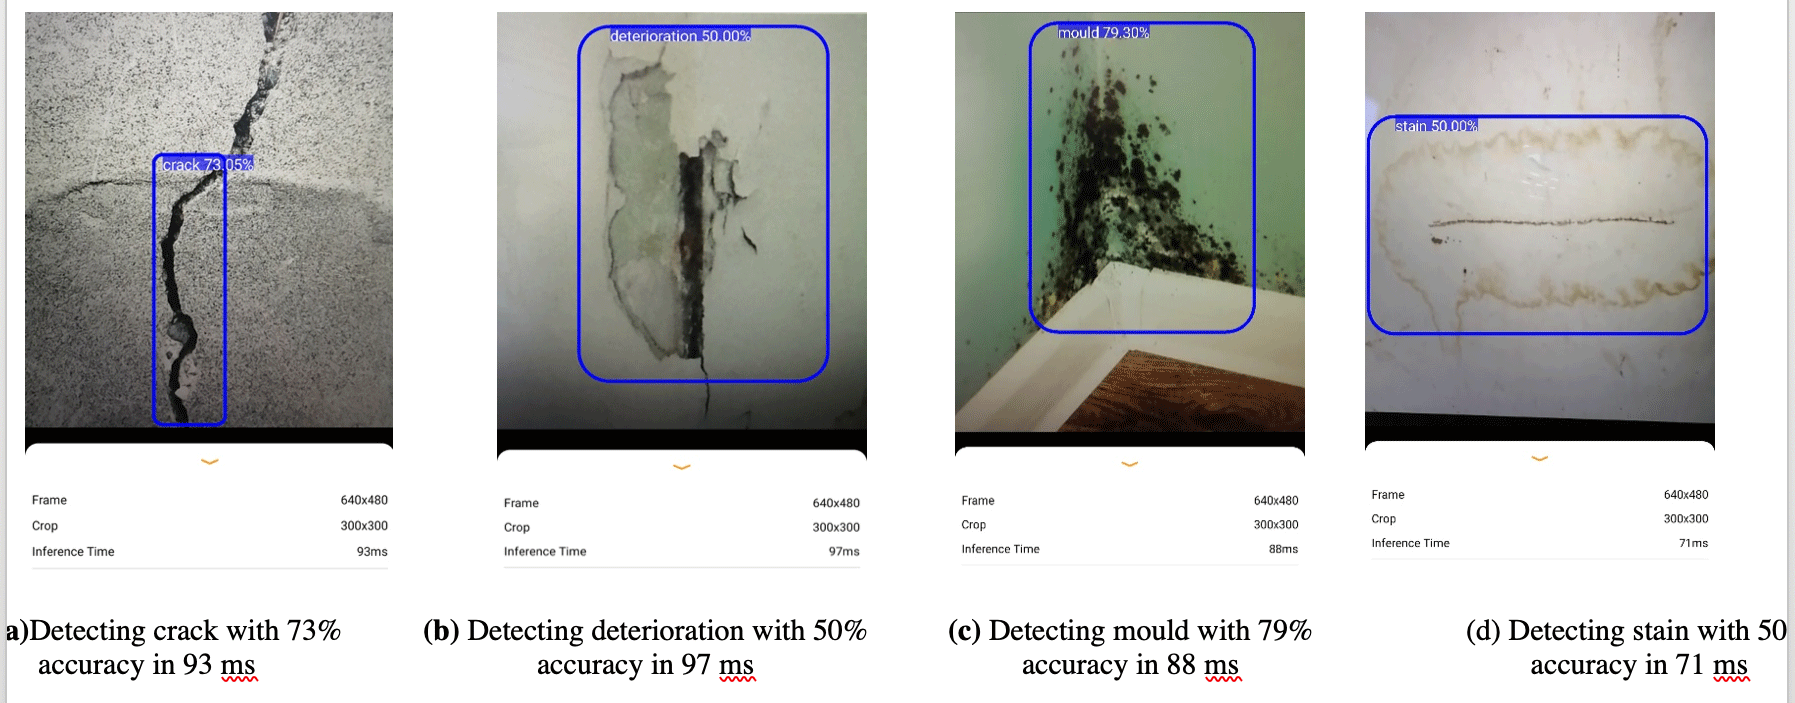 crack 73.05%
Frame 640x480
Crop 300x300
Inference Time 93ms
a)Detecting crack with 73%
accuracy in 93 ms
deterioration 50.00%
Frame 640x480
Crop 300x300
Inference Time 97ms
(b) Detecting deterioration with 50%
accuracy in 97 ms
mould 79.30%
Frame 640x480
Crop 300x300
Inference Time 88ms
(c) Detecting mould with 79%
accuracy in 88 ms
stain 50.00%
Frame 640x480
Crop 300x300
Inference Time 71ms
(d) Detecting stain with 50
accuracy in 71 ms